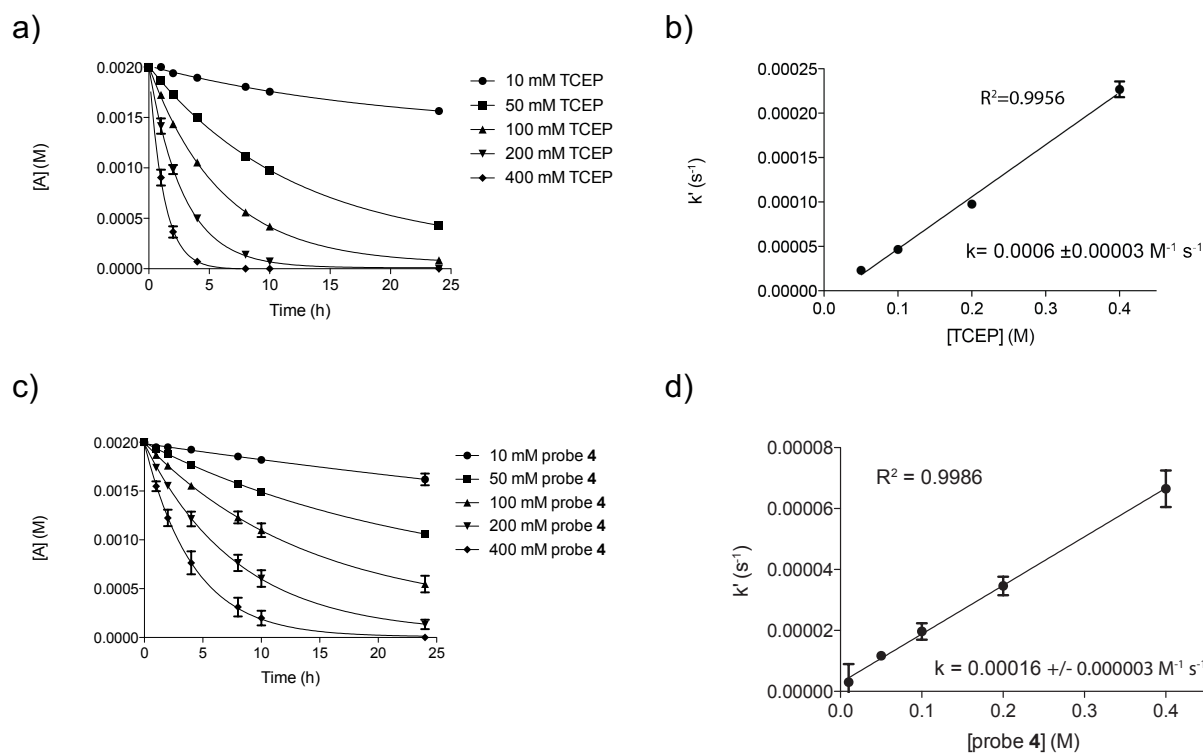 a)
0.0020
0.0015
0.0010
0.0005
0.0000
[A] (M)
0 5 10 15 20 25
Time (h)
10 mM TCEP
50 mM TCEP
100 mM TCEP
200 mM TCEP
400 mM TCEP
b)
0.00025
0.00020
0.00015
0.00010
0.00005
0.00000
k' (s⁻¹)
R²=0.9956
k= 0.0006 ±0.00003 M⁻¹ s⁻¹
0.0 0.1 0.2 0.3 0.4
[TCEP] (M)
c)
0.0020
0.0015
0.0010
0.0005
0.0000
[A] (M)
0 5 10 15 20 25
Time (h)
10 mM probe 4
50 mM probe 4
100 mM probe 4
200 mM probe 4
400 mM probe 4
d)
0.00008
0.00006
0.00004
0.00002
0.00000
k' (s⁻¹)
R² = 0.9986
k = 0.00016 +/- 0.000003 M⁻¹ s⁻¹
0.0 0.1 0.2 0.3 0.4
[probe 4] (M)